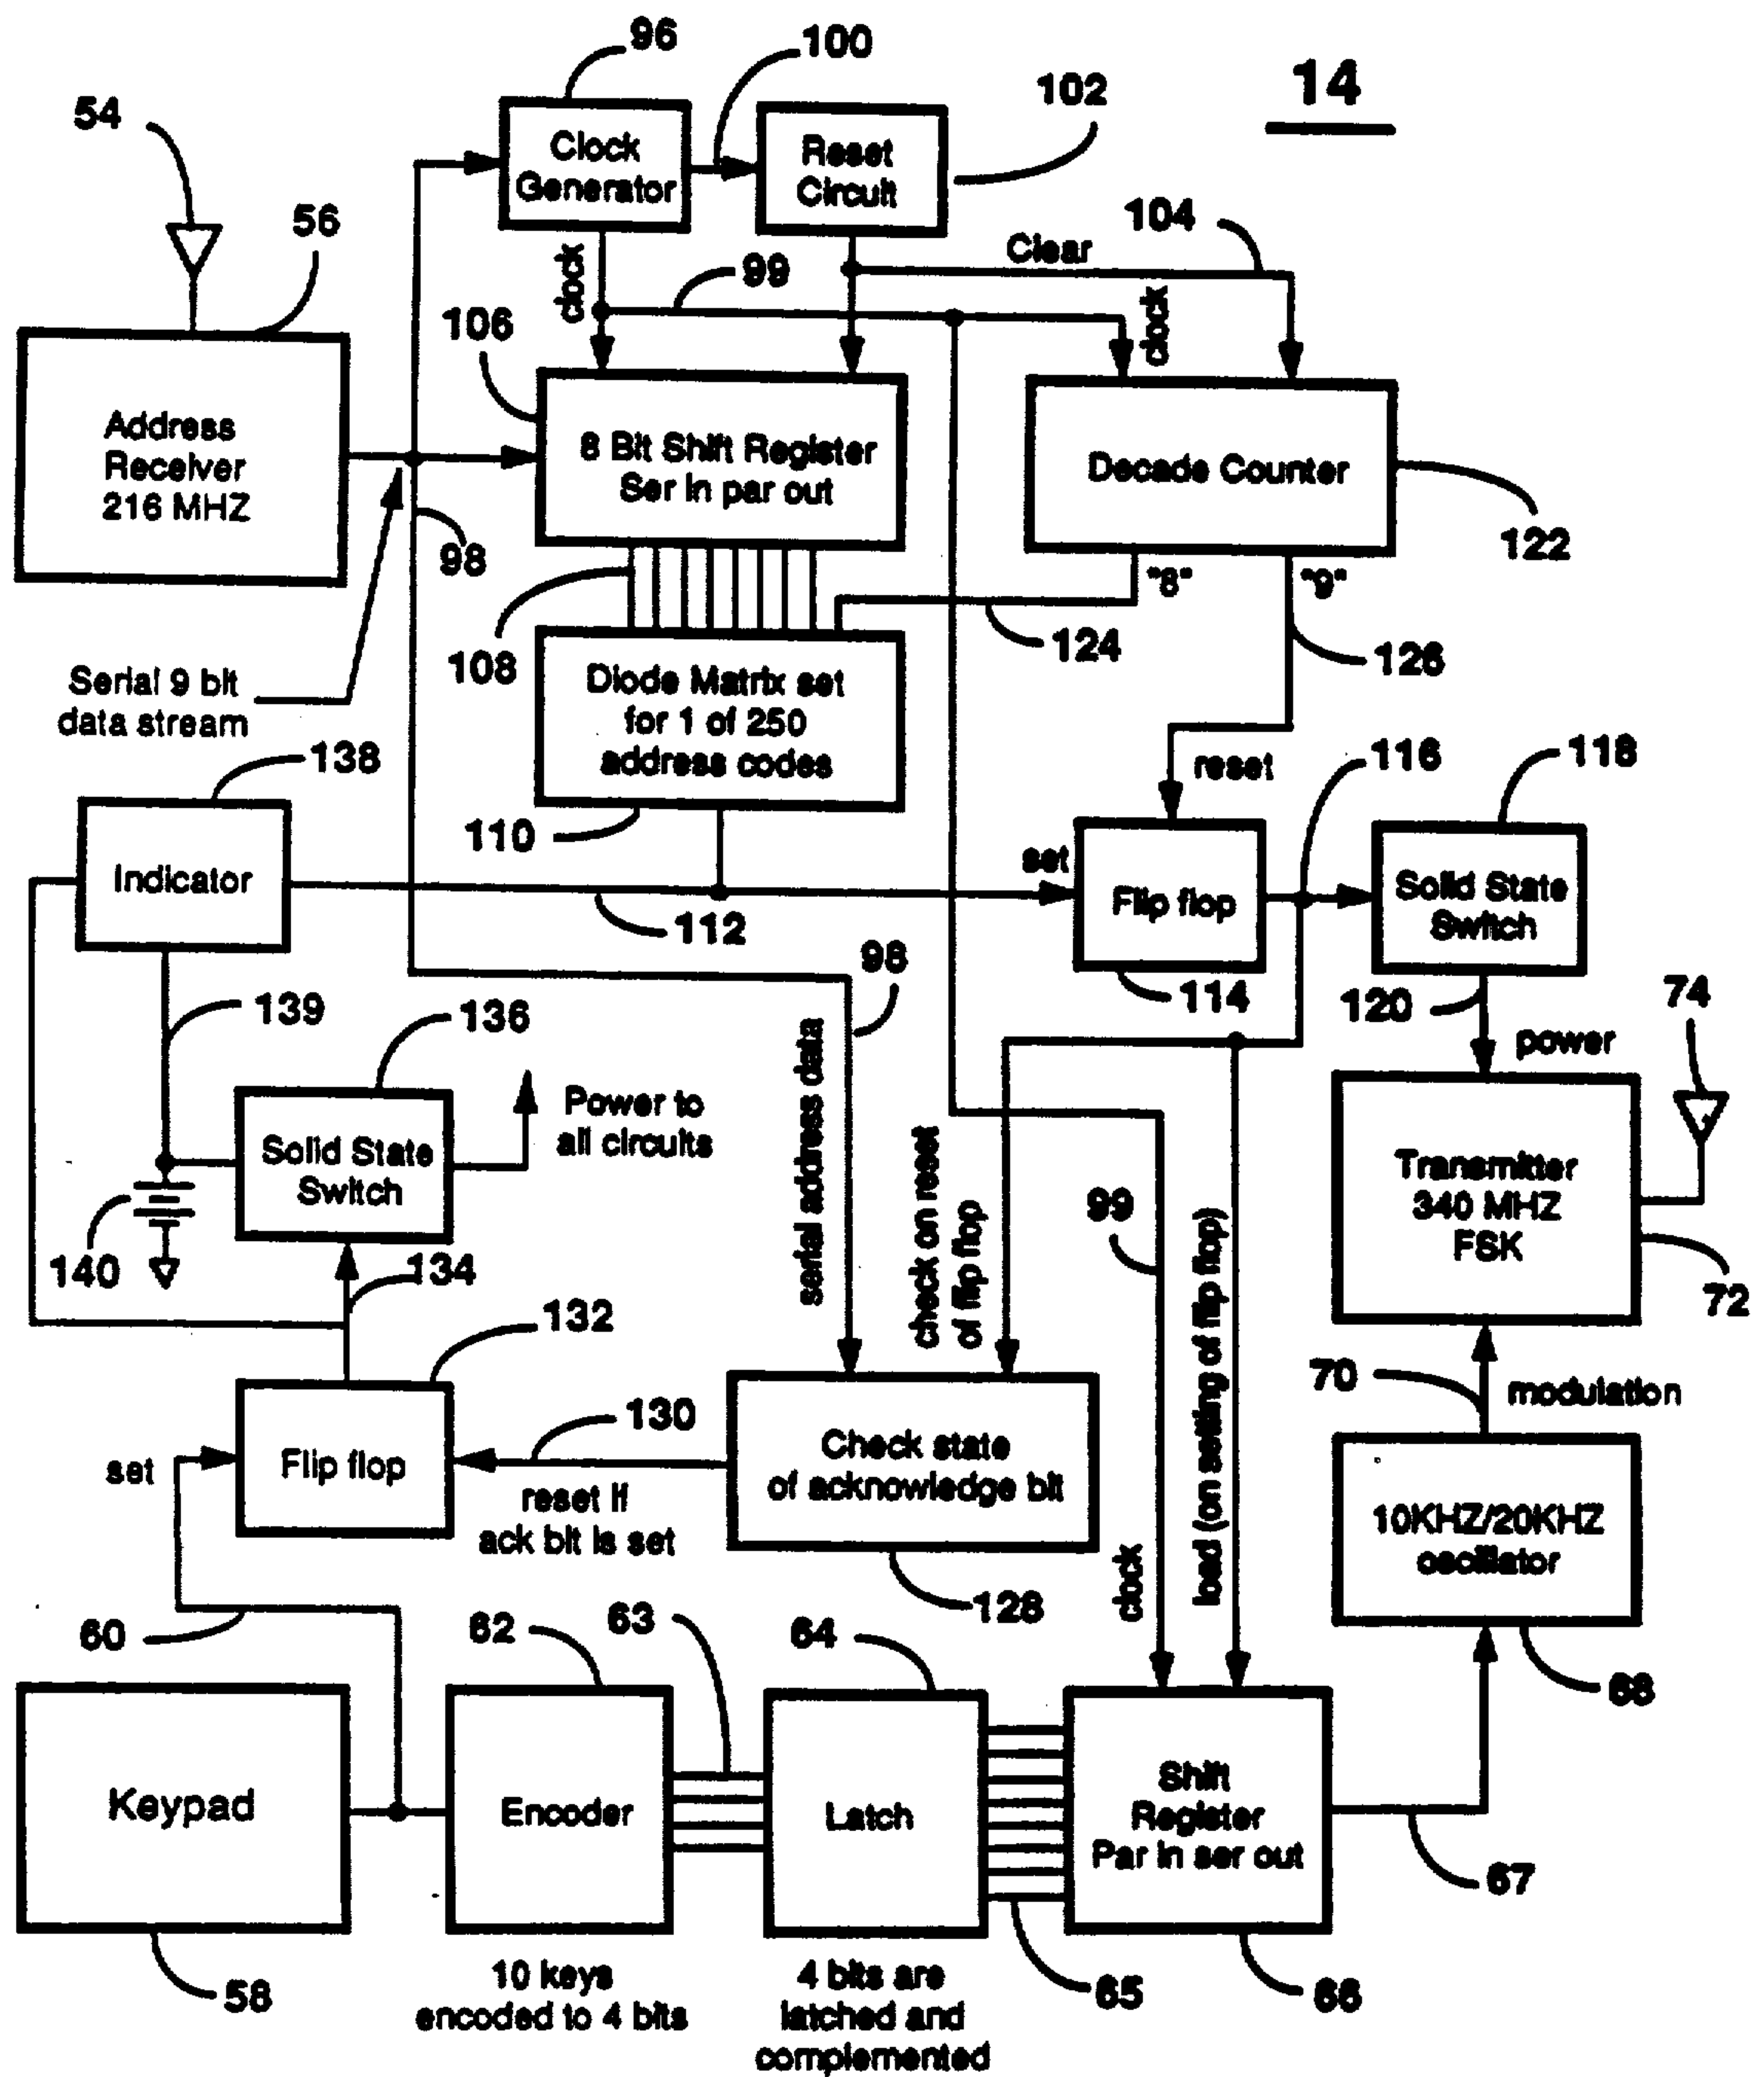 14
54
96
Clock
Generator
100
Reset
Circuit
102
104
56
Address
Receiver
216 MHZ
clock
99
Clear
clock
106
8 Bit Shift Register
Ser in par out
Decade Counter
122
98
108
"8"
"9"
124
126
Serial 9 bit
data stream
Diode Matrix set
for 1 of 250
address codes
110
138
Indicator
112
reset
set
Flip flop
114
116
118
Solid State
Switch
120
power
74
139
136
98
serial address data
Solid State
Switch
Power to
all circuits
140
134
check on reset
of flip flop
99
load (on setting of flip flop)
clock
Transmitter
340 MHZ
FSK
72
132
set
Flip flop
130
reset if
ack bit is set
Check state
of acknowledge bit
128
70
modulation
10KHZ/20KHZ
oscillator
68
60
62
63
64
Keypad
58
Encoder
Latch
Shift
Register
Par in ser out
67
65
66
10 keys
encoded to 4 bits
4 bits are
latched and
complemented